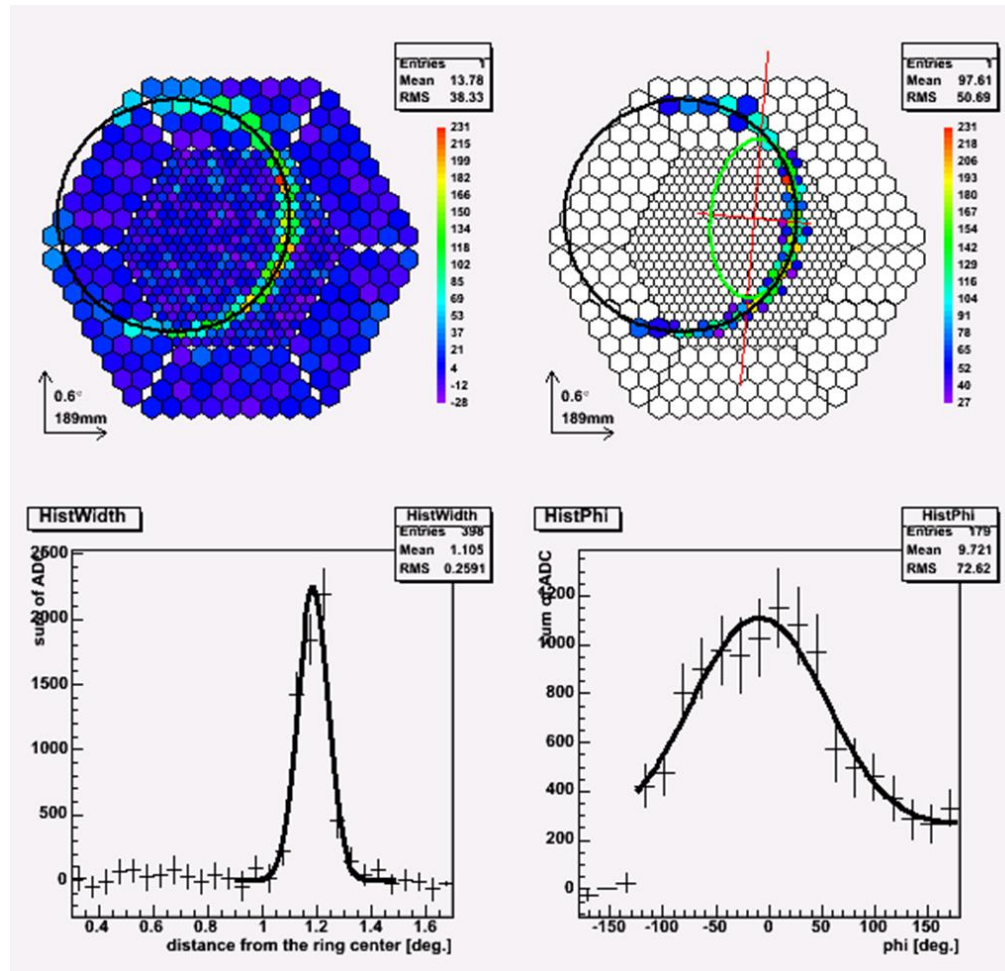 Entries 1
Mean 13.78
RMS 38.33
231
215
199
182
166
150
134
118
102
85
69
53
37
21
4
-12
-28
0.6°
189mm
Entries 1
Mean 97.61
RMS 50.69
231
218
206
193
180
167
154
142
129
116
104
91
78
65
52
40
27
0.6°
189mm
HistWidth
HistWidth
Entries 398
Mean 1.105
RMS 0.2591
sum of ADC
2500
2000
1500
1000
500
0
0.4 0.6 0.8 1 1.2 1.4 1.6
distance from the ring center [deg.]
HistPhi
HistPhi
Entries 179
Mean 9.721
RMS 72.62
sum of ADC
1200
1000
800
600
400
200
0
-150 -100 -50 0 50 100 150
phi [deg.]